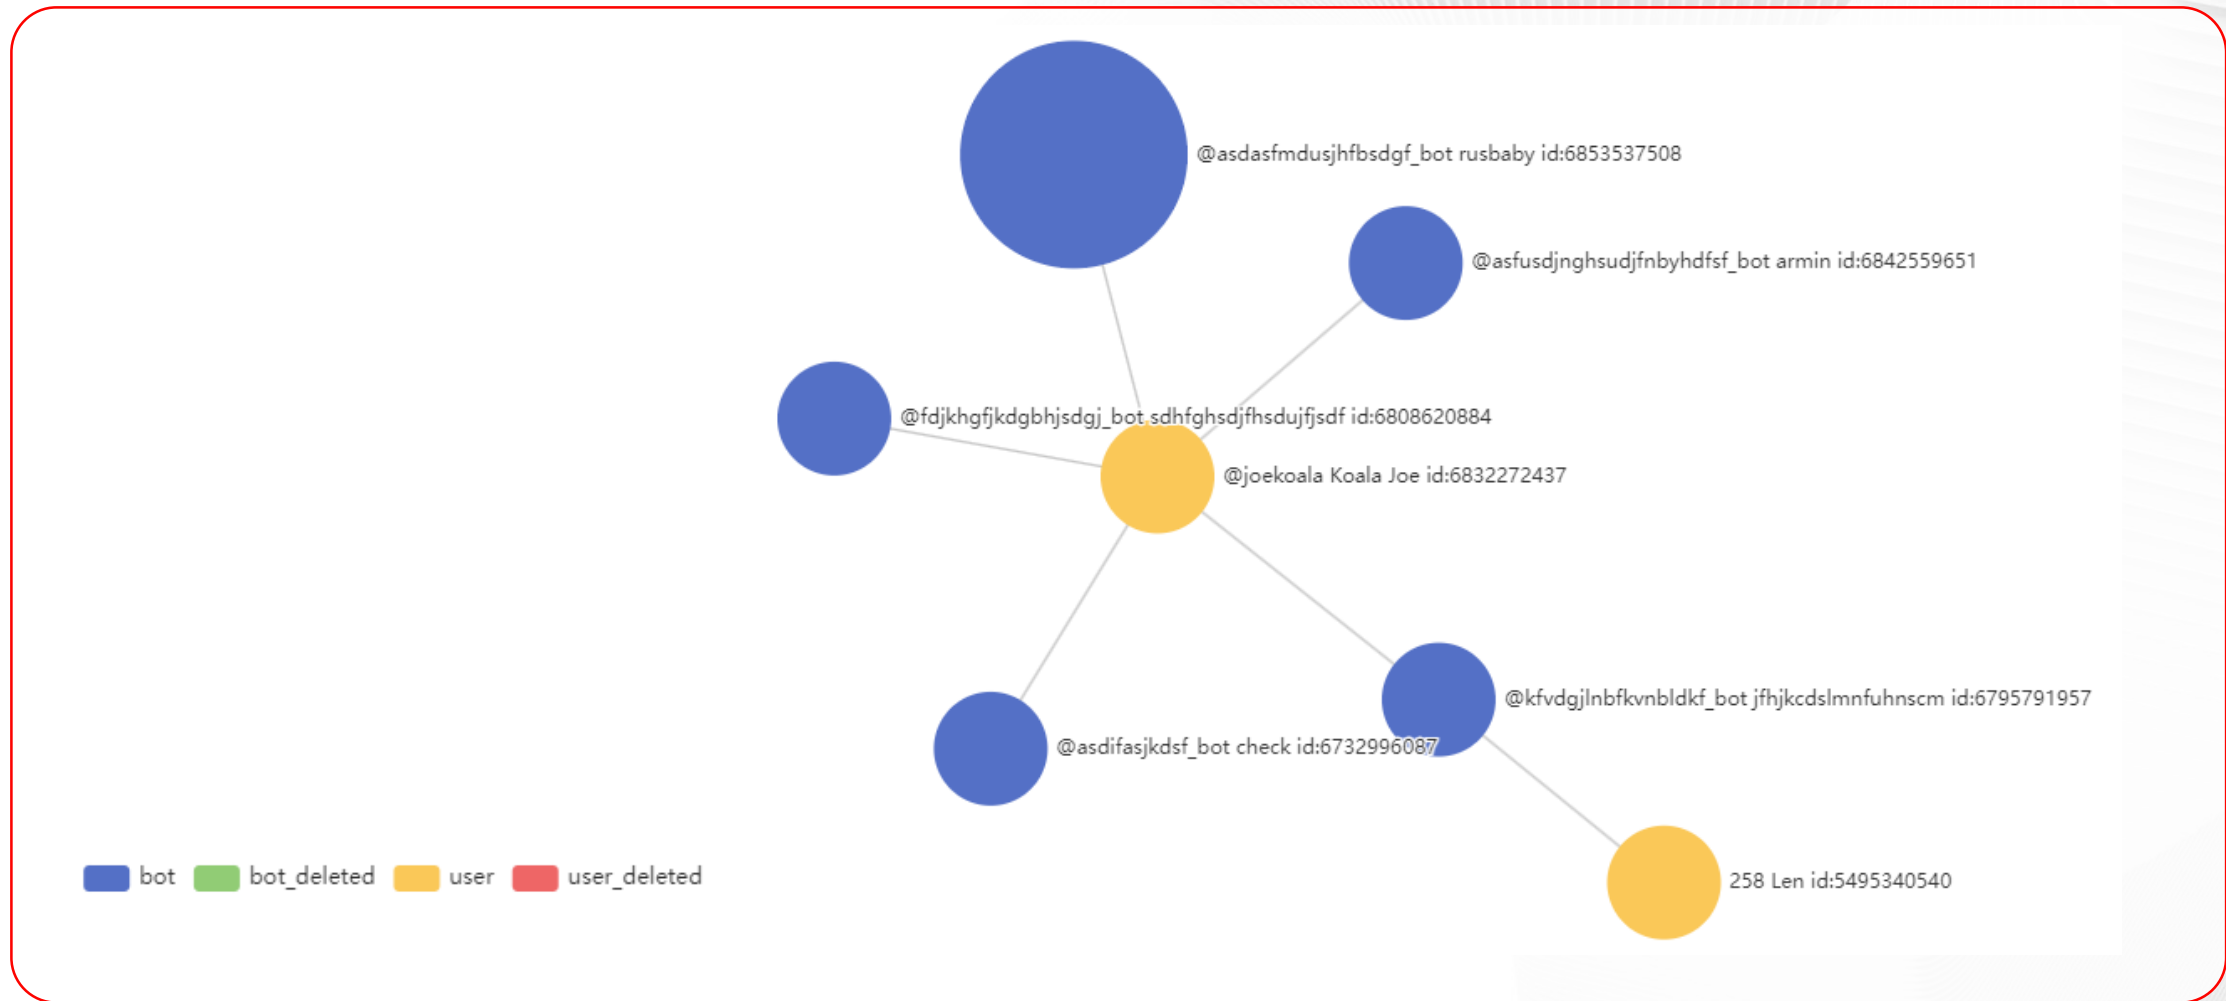 @asdasfmdusjhfbsdgf_bot rusbaby id:6853537508
@asfusdjnghsudjfnbyhdfsf_bot armin id:6842559651
@fdjkhgfjkdgbhjsdgj_bot sdhfghsdjfhsdujfjsdf id:6808620884
@joekoala Koala Joe id:6832272437
@kfvdgjlnbfkvnbldkf_bot jfhjkcdslmnfuhnscm id:6795791957
@asdifasjkdsf_bot check id:6732996087
bot bot_deleted user user_deleted
258 Len id:5495340540